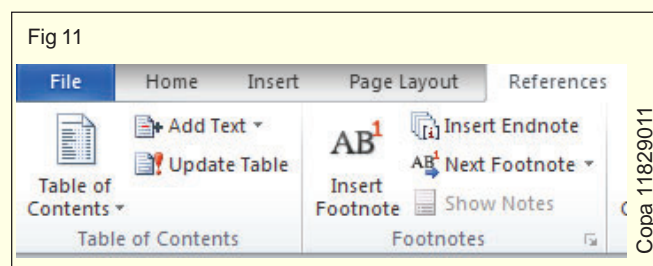 Fig 11
File Home Insert Page Layout References
Add Text
Update Table
Table of
Contents
Table of Contents
AB1
Insert
Footnote
Insert Endnote
AB1 Next Footnote
Show Notes
Footnotes
Copa 11829011